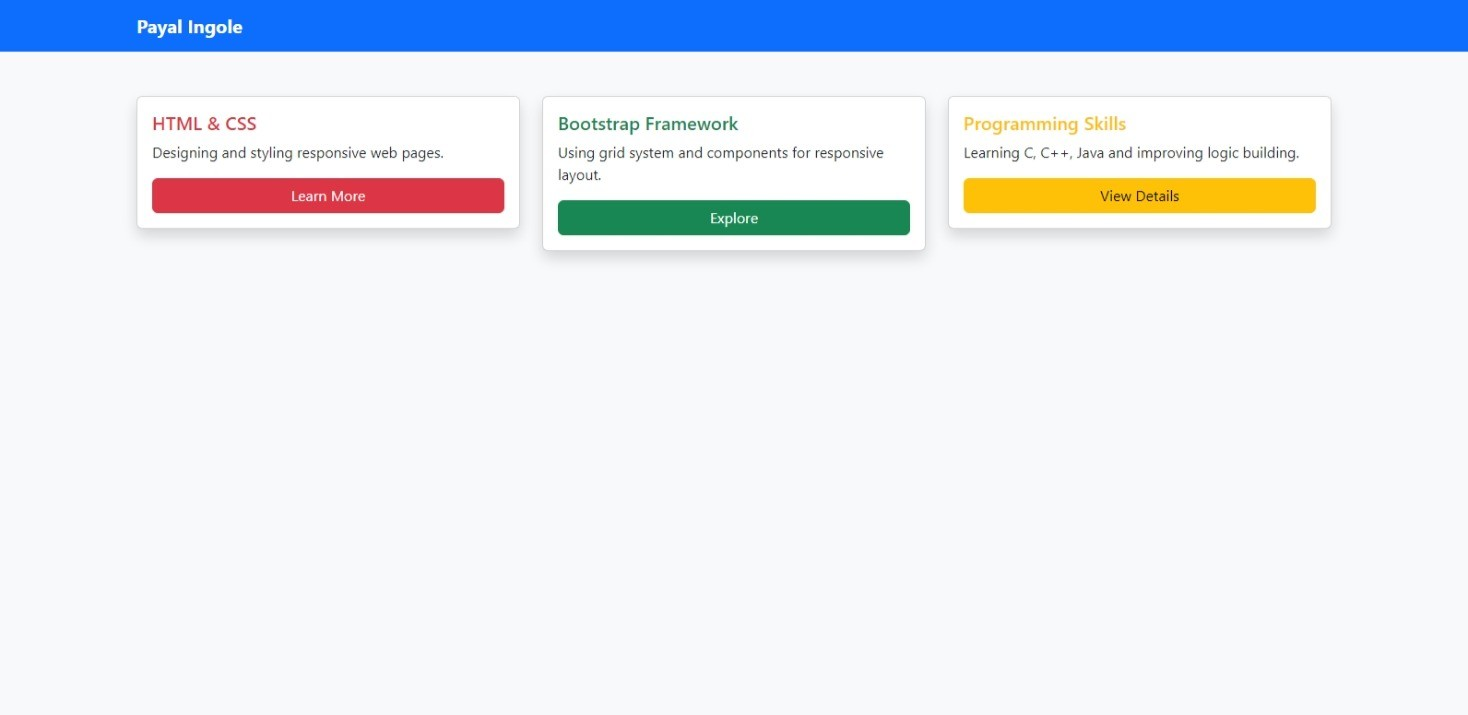 Payal Ingole
HTML & CSS
Designing and styling responsive web pages.
Learn More
Bootstrap Framework
Using grid system and components for responsive
layout.
Explore
Programming Skills
Learning C, C++, Java and improving logic building.
View Details